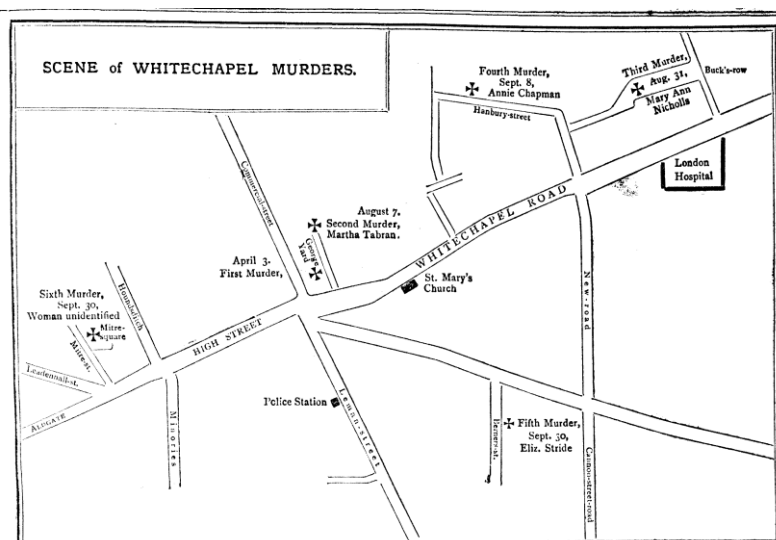 SCENE of WHITECHAPEL MURDERS.
Fourth Murder,
Sept. 8,
Annie Chapman
Hanbury-street
Third Murder,
Aug. 31,
Mary Ann
Nicholls
Buck's-row
London
Hospital
Commercial-street
August 7.
Second Murder,
Martha Tabran.
George
Yard
WHITECHAPEL ROAD
April 3.
First Murder,
St. Mary's
Church
New-road
Sixth Murder,
Sept. 30,
Woman unidentified
Houndsditch
Mitre-
square
Mitre-st.
HIGH STREET
Leadennail-st.
ALDGATE
Minories
Police Station
Leman-street
Berners-st.
Fifth Murder,
Sept. 30,
Eliz. Stride
Cannon-street-road